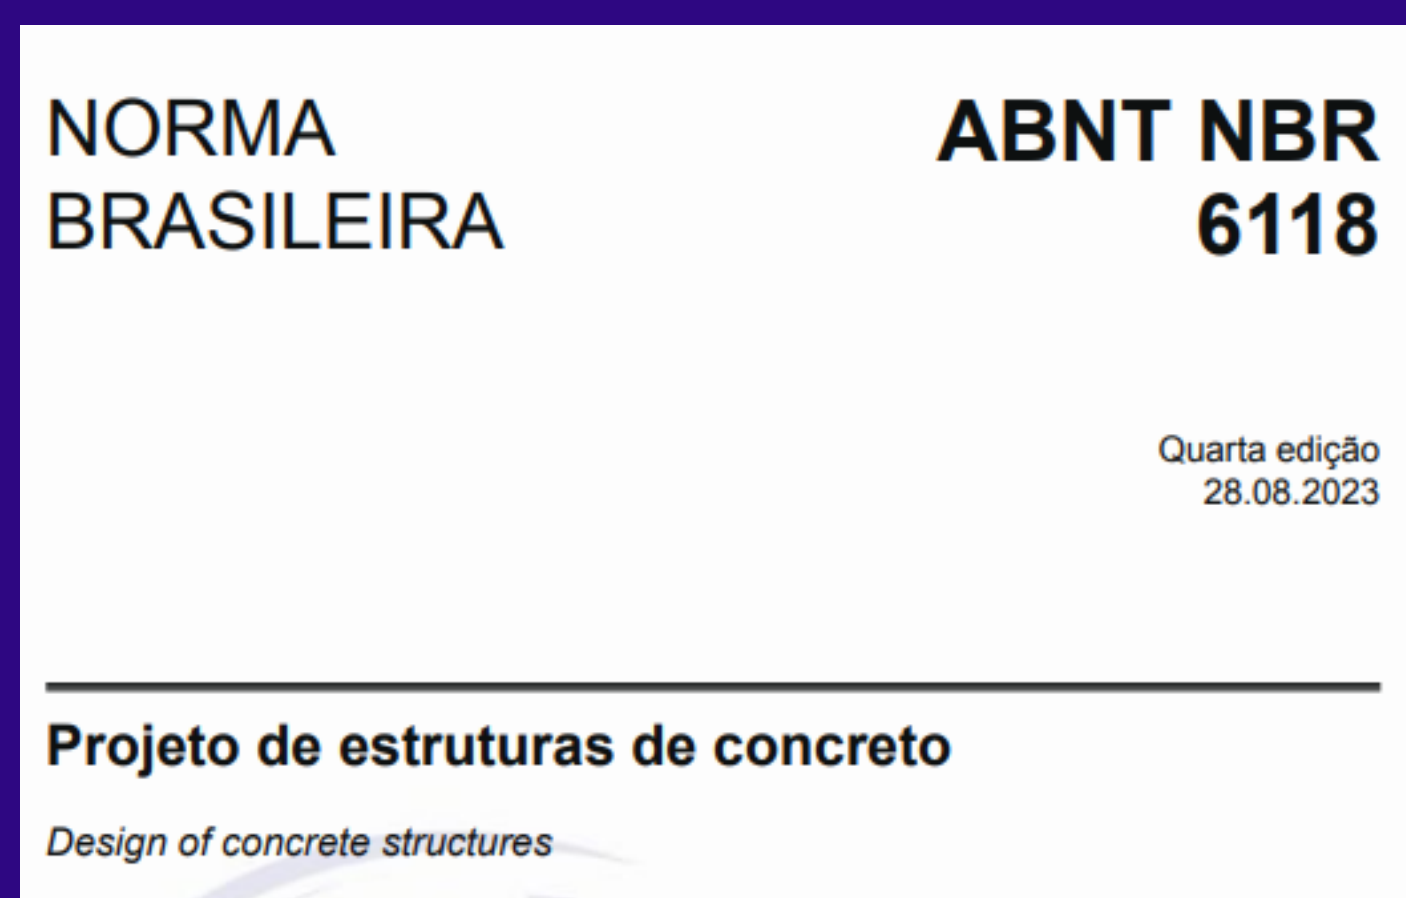 NORMA
BRASILEIRA
ABNT NBR
6118
Quarta edição
28.08.2023
Projeto de estruturas de concreto
Design of concrete structures